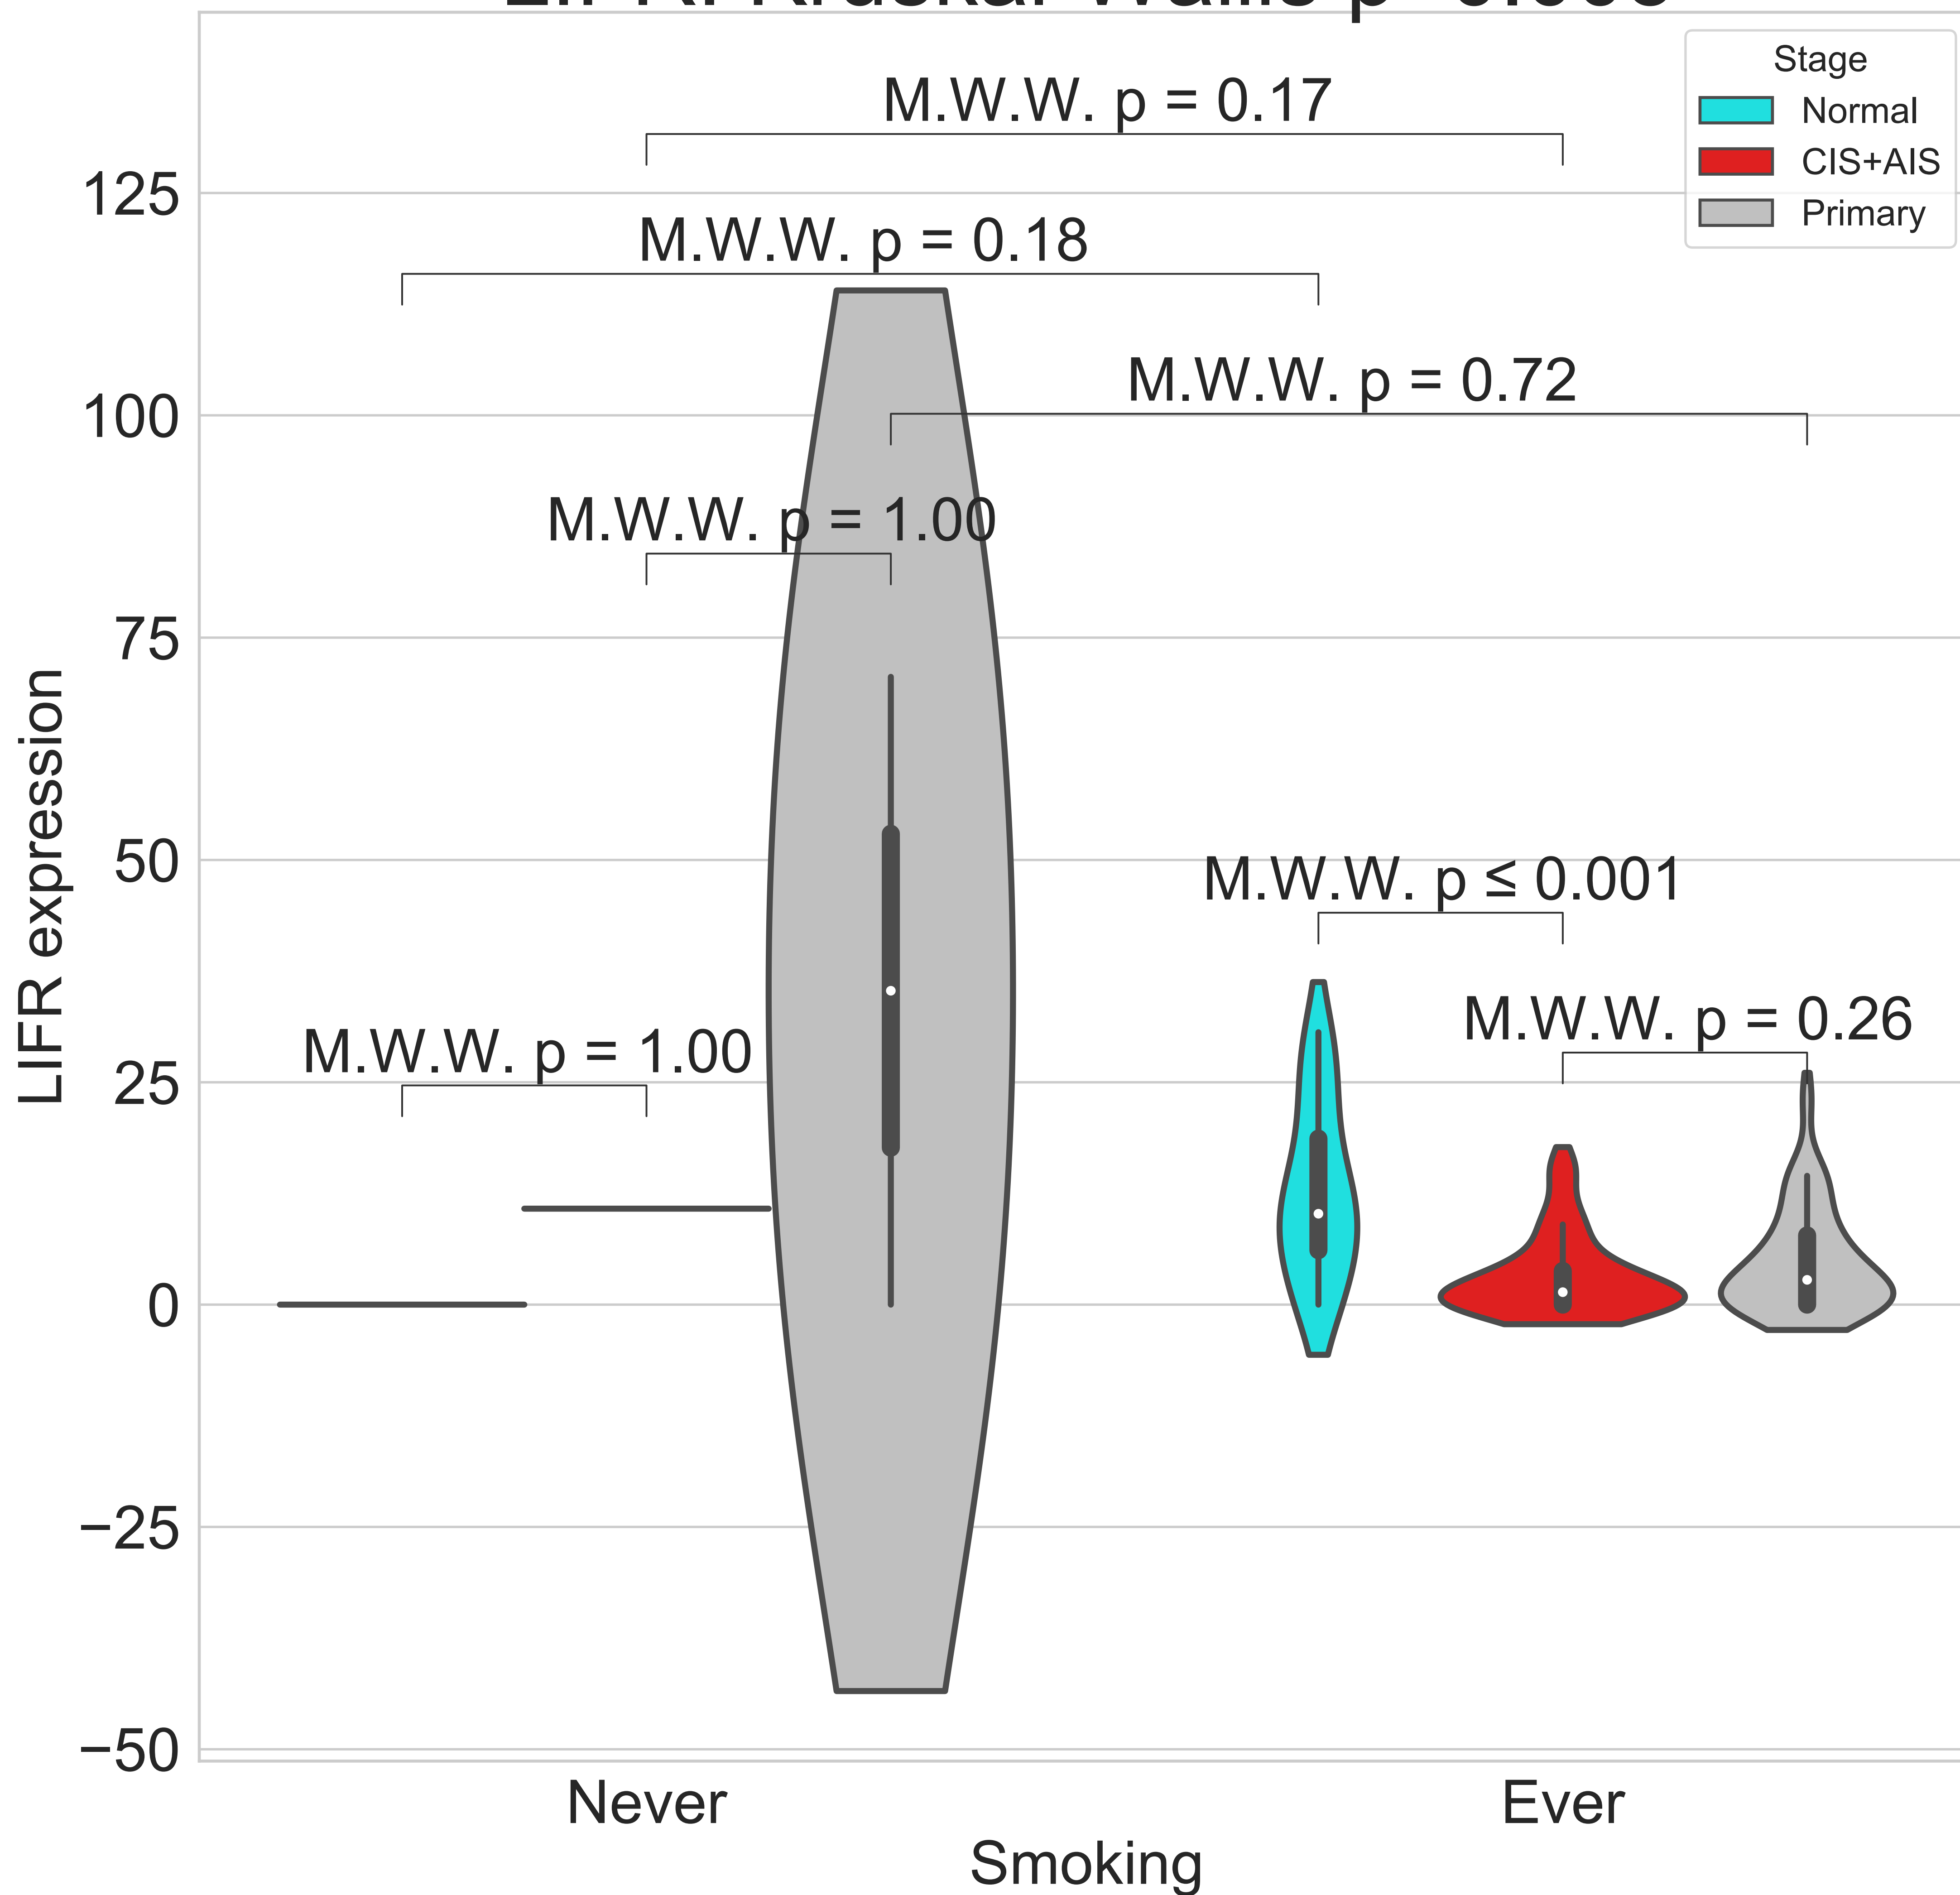 Stage
Normal
CIS+AIS
Primary
M.W.W. p = 0.17
M.W.W. p = 0.18
M.W.W. p = 0.72
M.W.W. p = 1.00
M.W.W. p ≤ 0.001
M.W.W. p = 0.26
M.W.W. p = 1.00
LIFR expression
125
100
75
50
25
0
−25
−50
Never
Ever
Smoking